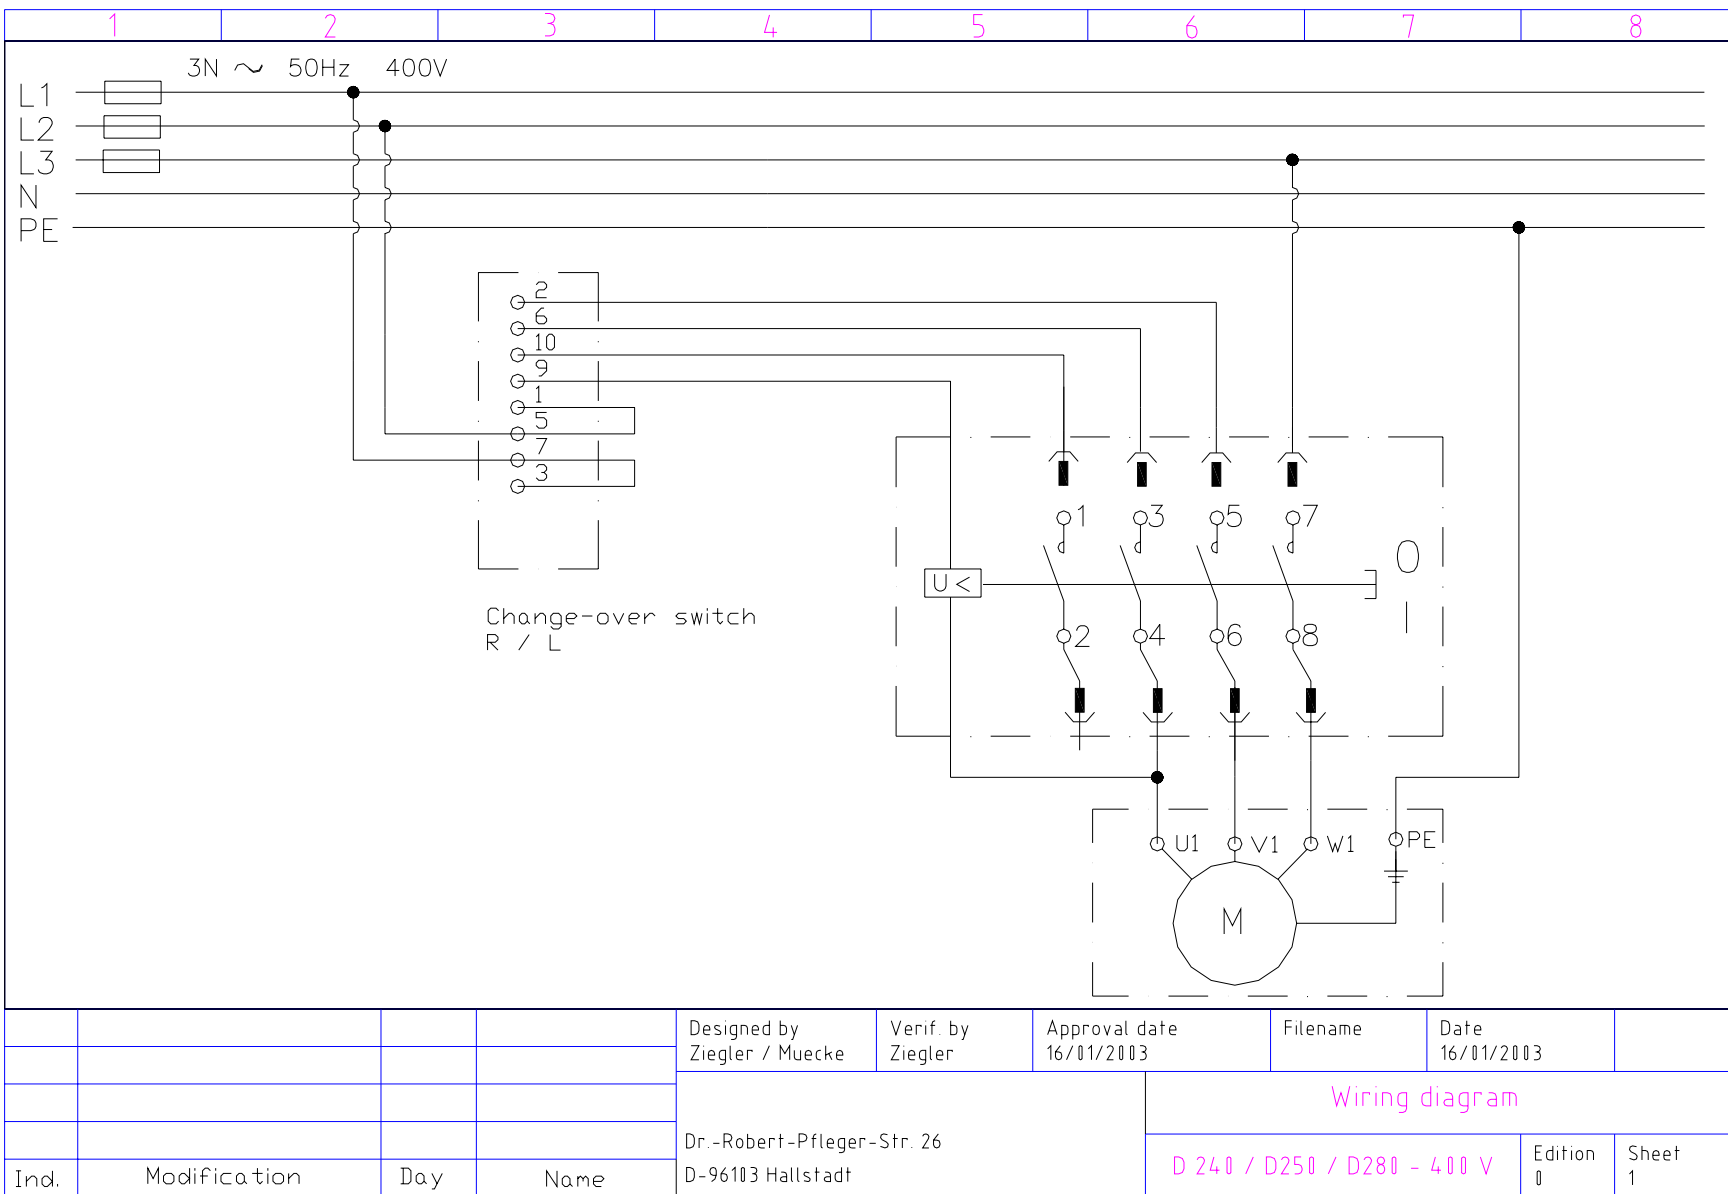 1 2 3 4 5 6 7 8
3N ~ 50Hz 400V
L1
L2
L3
N
PE
2
6
10
9
1
5
7
3
Change-over switch
R / L
1 3 5 7
0
U<
I
2 4 6 8
U1 V1 W1 PE
M
Designed by
Ziegler / Muecke
Verif. by
Ziegler
Approval date
16/01/2003
Filename
Date
16/01/2003
Wiring diagram
Dr.-Robert-Pfleger-Str. 26
D-96103 Hallstadt
D 240 / D250 / D280 - 400 V
Edition
0
Sheet
1
Ind. Modification Day Name